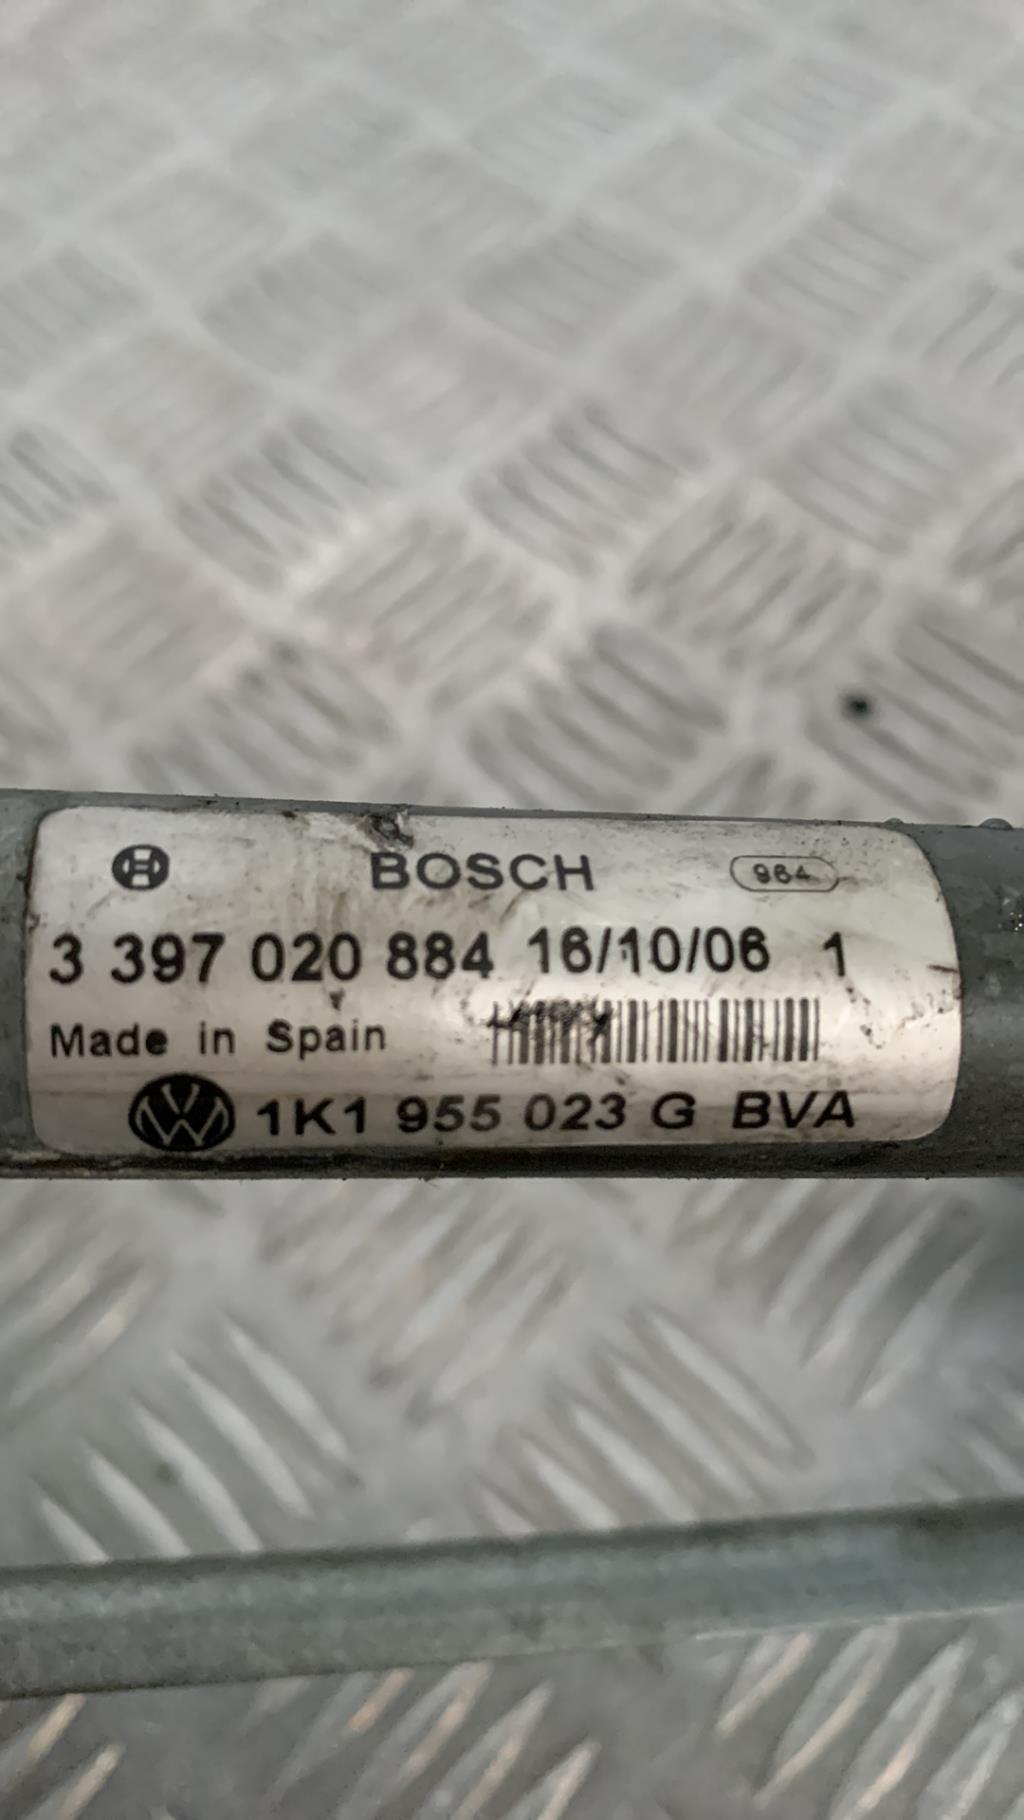 BOSCH 964
3 397 020 884 16/10/06 1
Made in Spain
1K1 955 023 G BVA